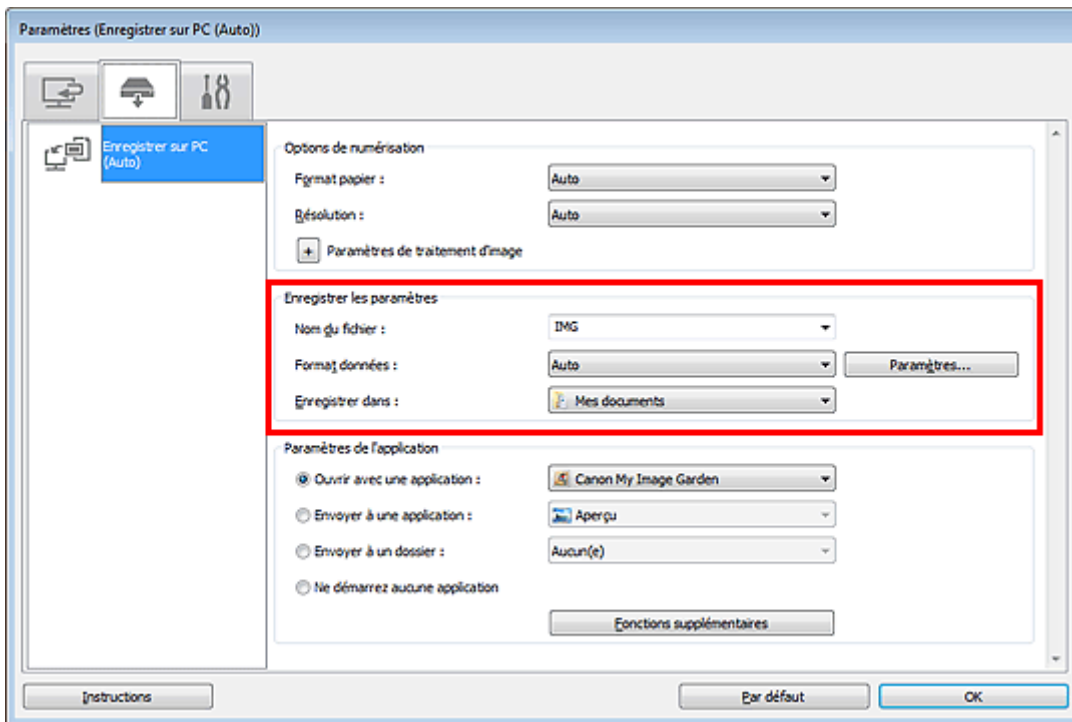 Paramètres (Enregistrer sur PC (Auto))
Enregistrer sur PC
(Auto)
Options de numérisation
Format papier : Auto
Résolution : Auto
+ Paramètres de traitement d'image
Enregistrer les paramètres
Nom du fichier : IMG
Format données : Auto Paramètres...
Enregistrer dans : Mes documents
Paramètres de l'application
Ouvrir avec une application : Canon My Image Garden
Envoyer à une application : Aperçu
Envoyer à un dossier : Aucun(e)
Ne démarrez aucune application
Fonctions supplémentaires
Instructions Par défaut OK